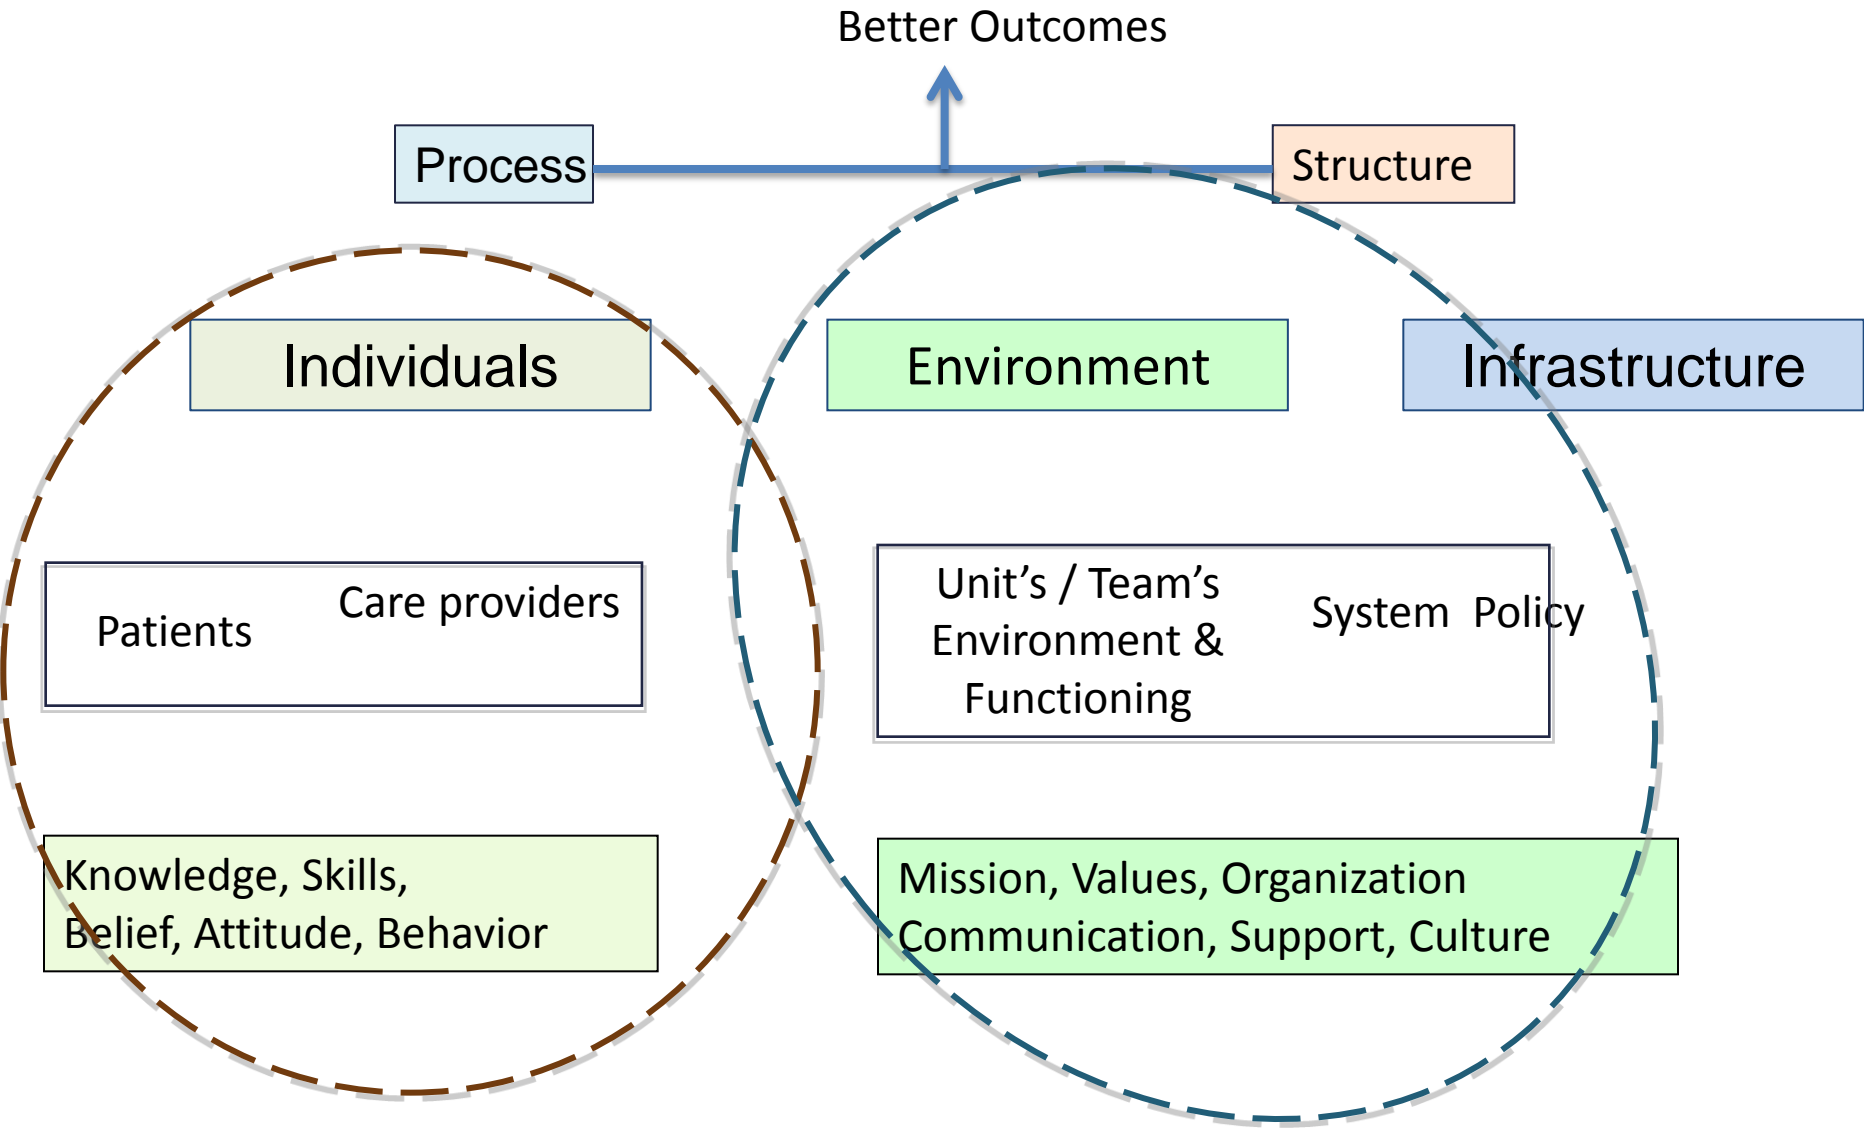 Better Outcomes
Process
Structure
Individuals
Environment
Infrastructure
Patients
Care providers
Unit’s / Team’s
Environment &
Functioning
System  Policy
Knowledge, Skills,
Belief, Attitude, Behavior
Mission, Values, Organization
Communication, Support, Culture